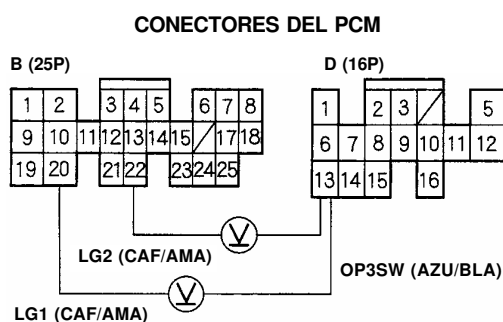 CONECTORES DEL PCM
B (25P)
D (16P)
1 2 3 4 5 6 7 8
9 10 11 12 13 14 15 17 18
19 20 21 22 23 24 25
1 2 3 5
6 7 8 9 10 11 12
13 14 15 16
LG2 (CAF/AMA)
OP3SW (AZU/BLA)
LG1 (CAF/AMA)